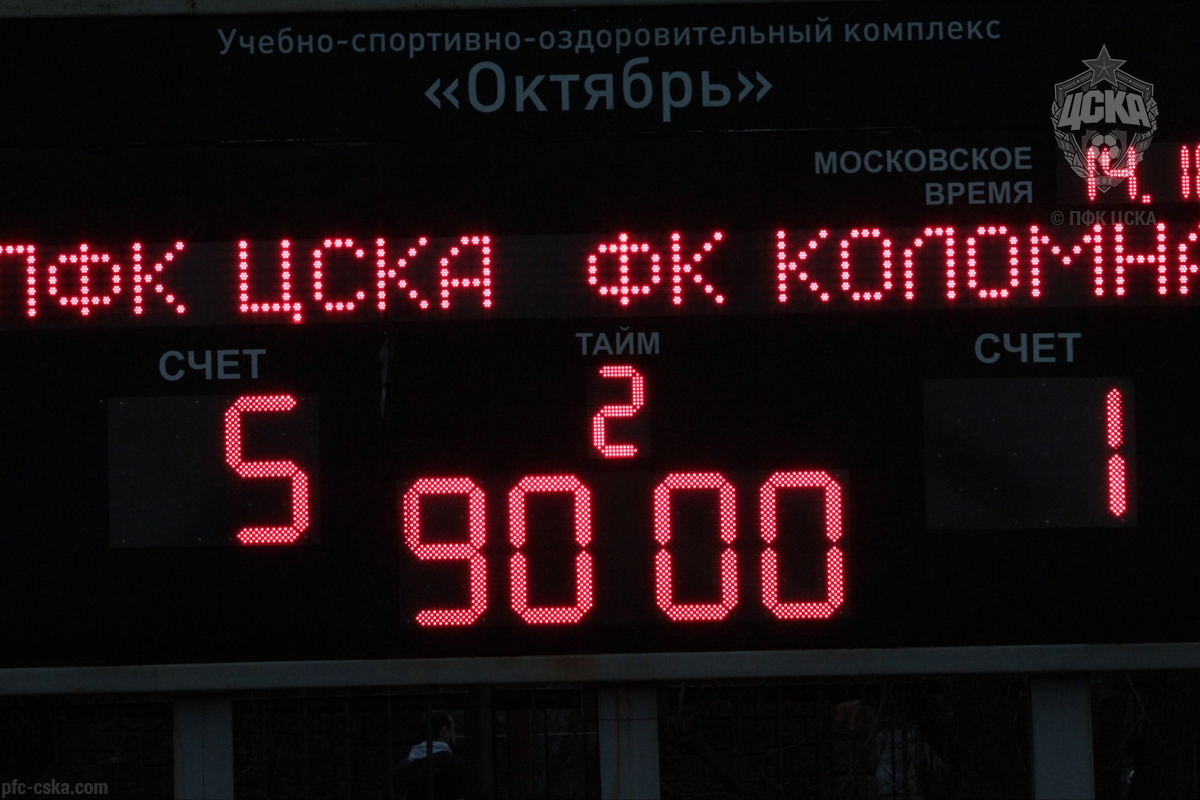 Учебно-спортивно-оздоровительный комплекс
«Октябрь»
ЦСКА
МОСКОВСКОЕ
ВРЕМЯ
14.
© ПФК ЦСКА
ПФК ЦСКА ФК КОЛОМНА
СЧЕТ
ТАЙМ
СЧЕТ
5
2
1
90 00
pfc-cska.com